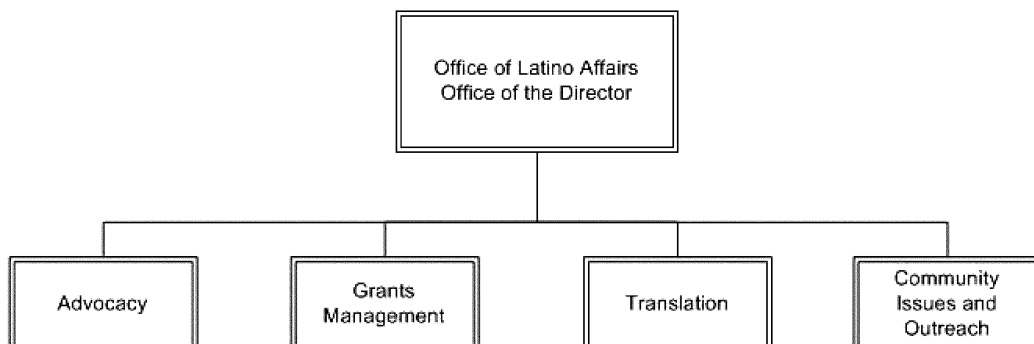 Office of Latino Affairs
Office of the Director
Advocacy
Grants
Management
Translation
Community
Issues and
Outreach